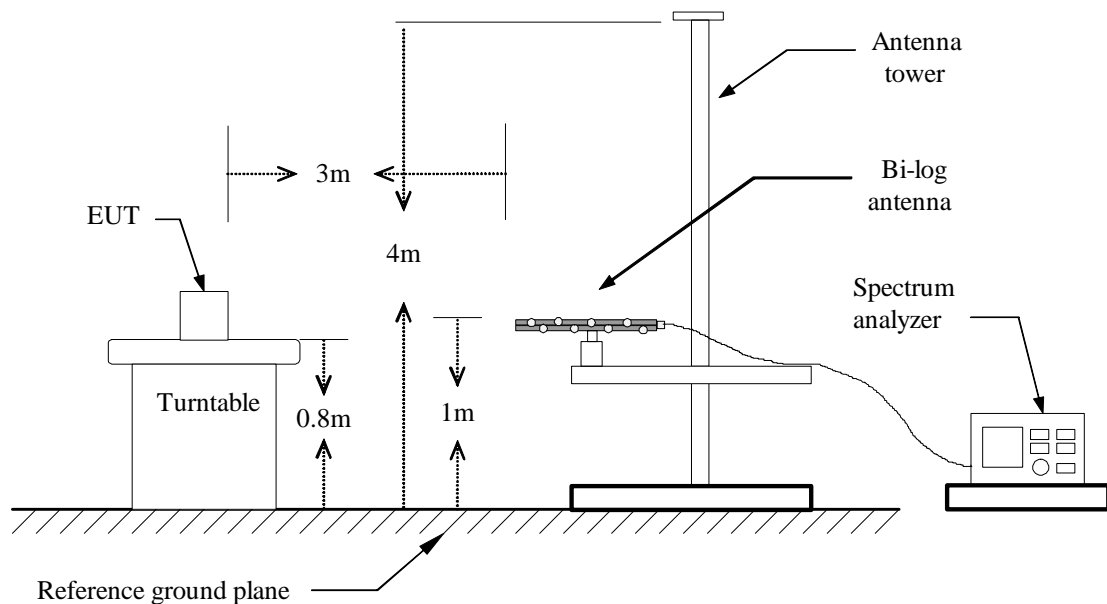 Antenna
tower
3m
Bi-log
antenna
EUT
4m
Spectrum
analyzer
Turntable
0.8m
1m
Reference ground plane